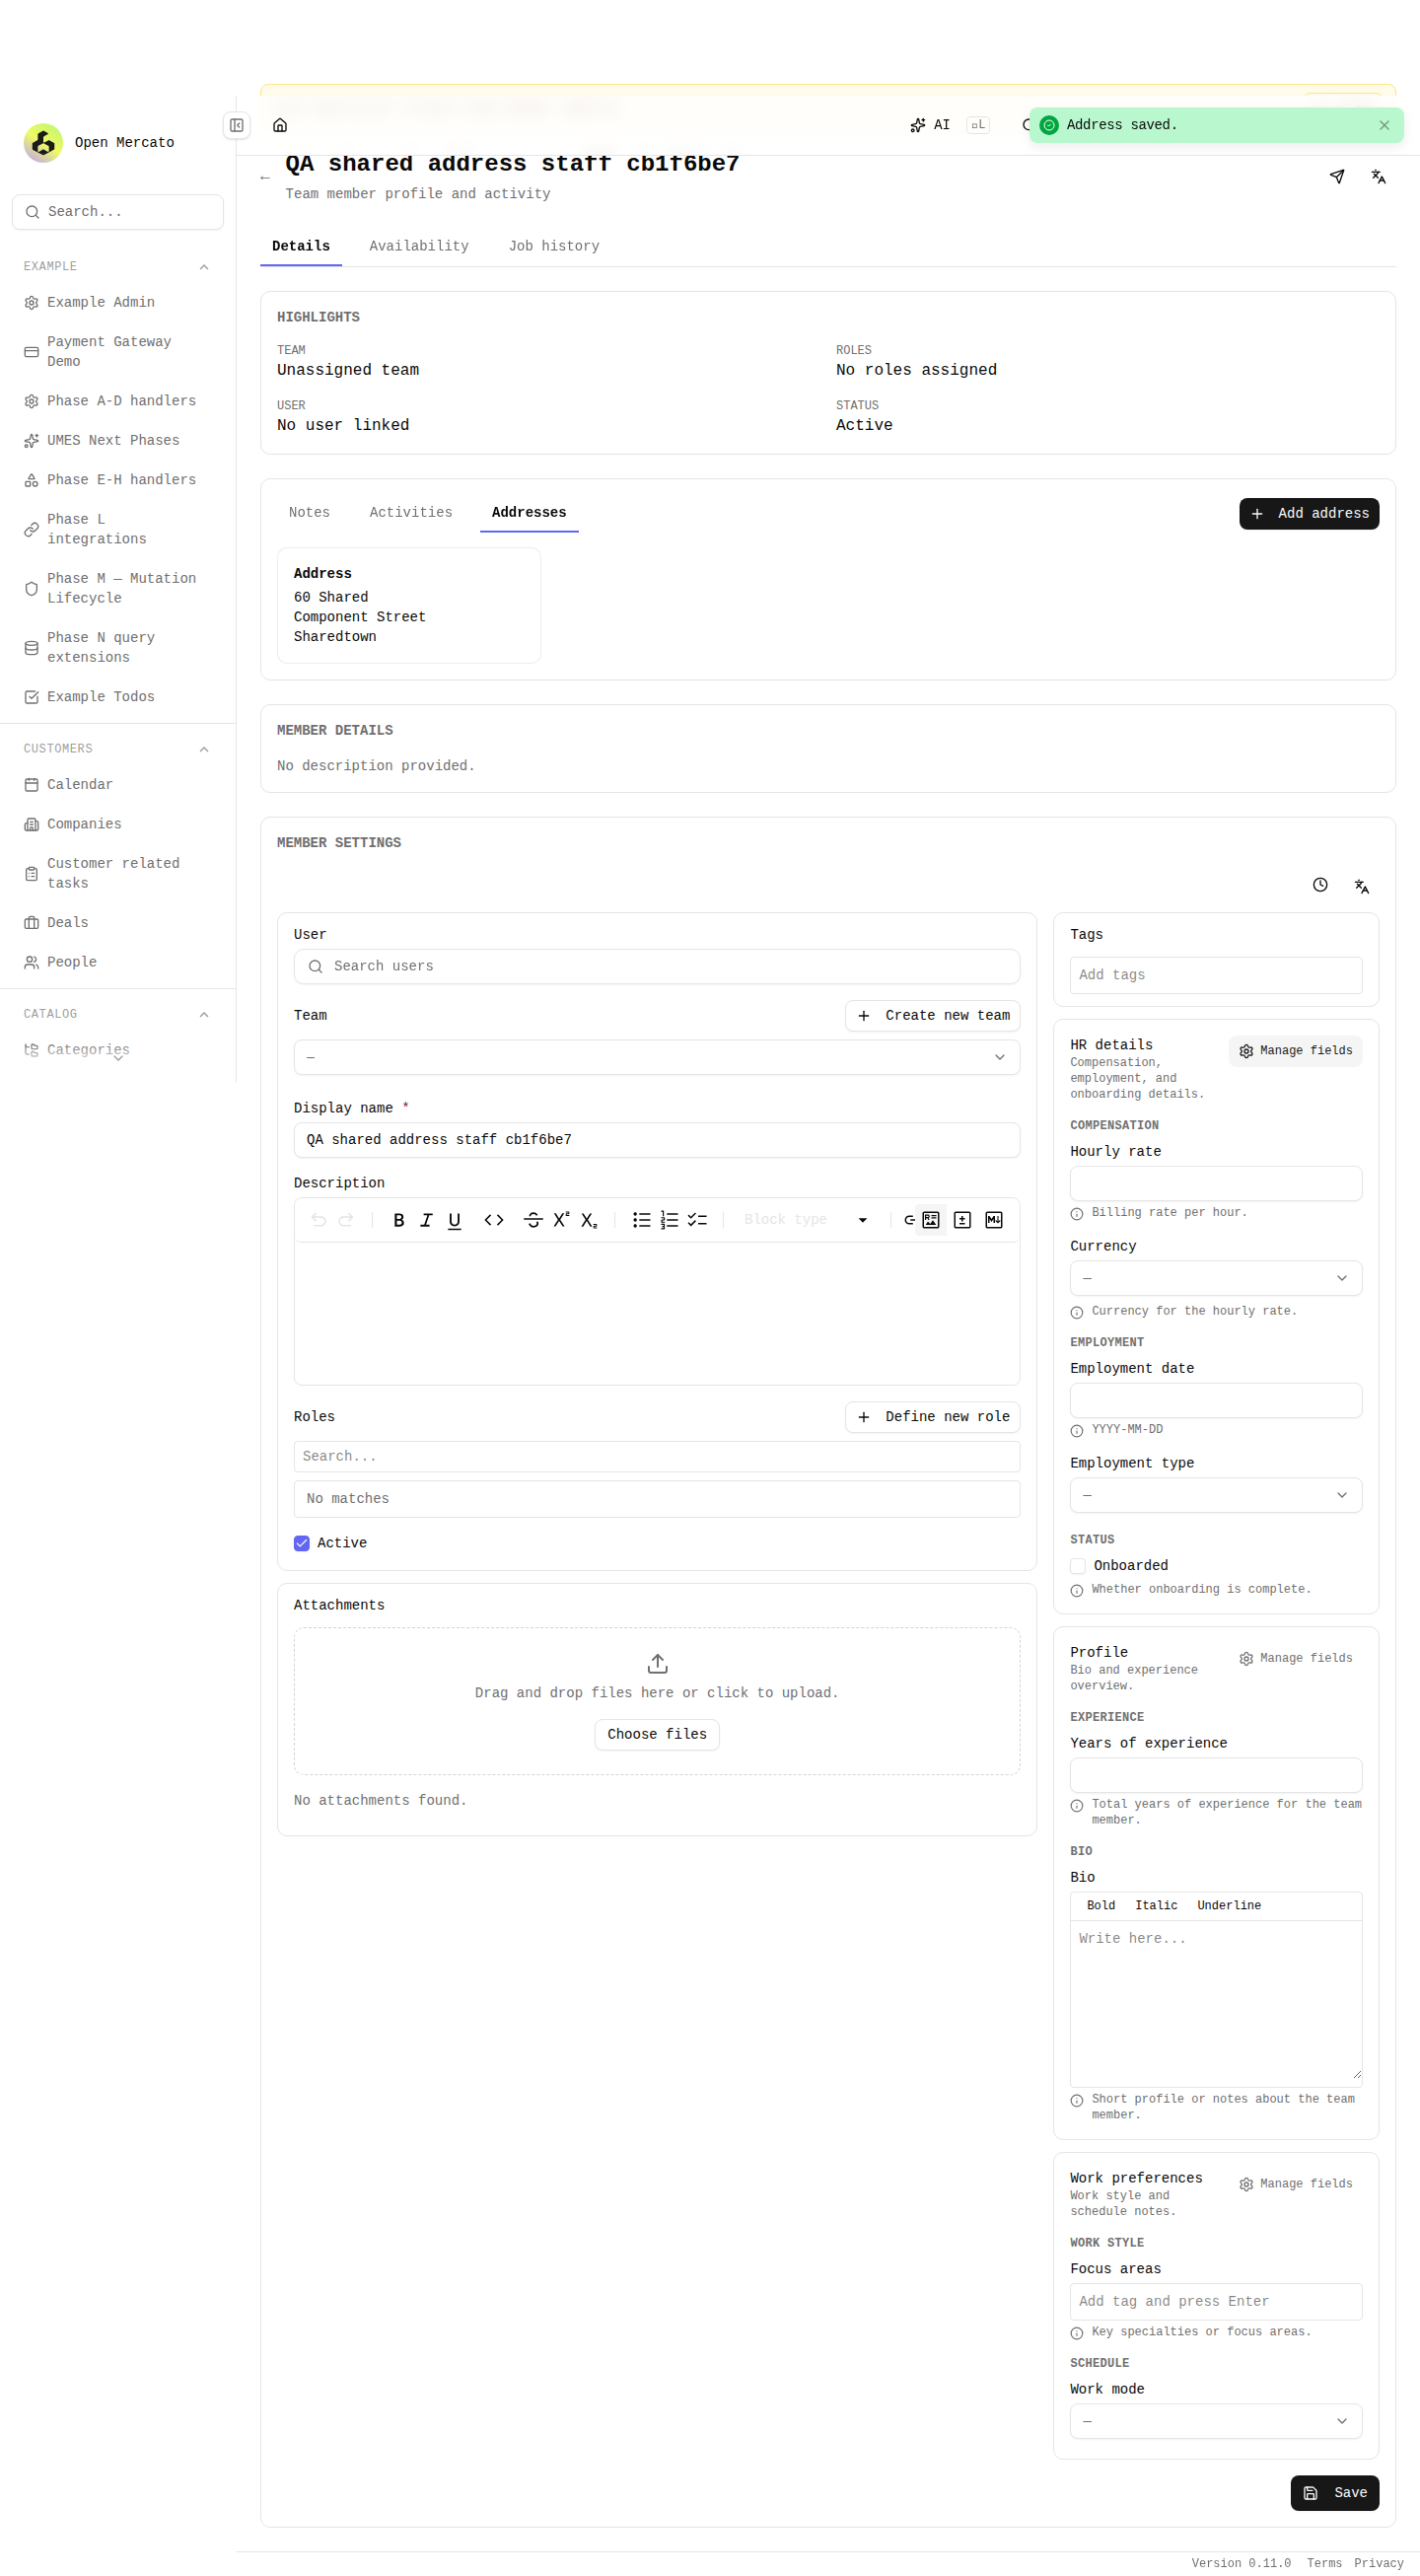 Open Mercato
Search...
EXAMPLE
Example Admin
Payment Gateway
Demo
Phase A-D handlers
UMES Next Phases
Phase E-H handlers
Phase L
integrations
Phase M — Mutation
Lifecycle
Phase N query
extensions
Example Todos
CUSTOMERS
Calendar
Companies
Customer related
tasks
Deals
People
CATALOG
Categories
AI
L
Address saved.
←
QA shared address staff cb1f6be7
Team member profile and activity
Details
Availability
Job history
HIGHLIGHTS
TEAM
Unassigned team
ROLES
No roles assigned
USER
No user linked
STATUS
Active
Notes
Activities
Addresses
Add address
Address
60 Shared
Component Street
Sharedtown
MEMBER DETAILS
No description provided.
MEMBER SETTINGS
User
Search users
Team
Create new team
—
Display name *
QA shared address staff cb1f6be7
Description
Block type
Roles
Define new role
Search...
No matches
Active
Attachments
Drag and drop files here or click to upload.
Choose files
No attachments found.
Tags
Add tags
HR details
Manage fields
Compensation,
employment, and
onboarding details.
COMPENSATION
Hourly rate
Billing rate per hour.
Currency
—
Currency for the hourly rate.
EMPLOYMENT
Employment date
YYYY-MM-DD
Employment type
—
STATUS
Onboarded
Whether onboarding is complete.
Profile
Manage fields
Bio and experience
overview.
EXPERIENCE
Years of experience
Total years of experience for the team
member.
BIO
Bio
Bold Italic Underline
Write here...
Short profile or notes about the team
member.
Work preferences
Manage fields
Work style and
schedule notes.
WORK STYLE
Focus areas
Add tag and press Enter
Key specialties or focus areas.
SCHEDULE
Work mode
—
Save
Version 0.11.0 Terms Privacy